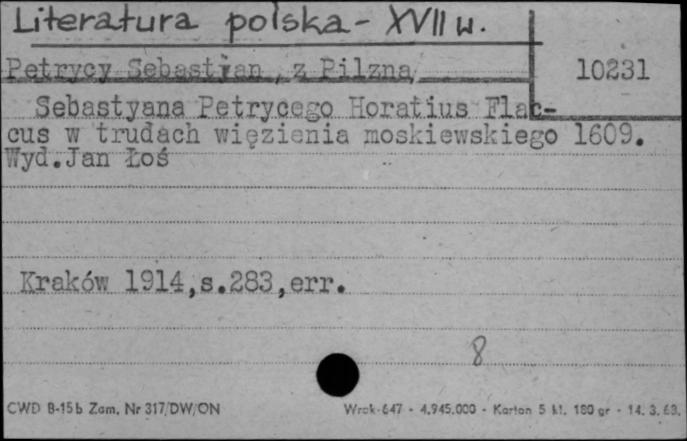 Literatura polska - XVII w.
Petrycy Sebastian, z Pilzna
10231
Sebastyana Petrycego Horatius Flac-
cus w trudach więzienia moskiewskiego 1609.
Wyd.Jan Łoś
Kraków 1914,s.283,err.
8
CWD B-15b Zam. Nr 317/DW/ON
Wrok-647 - 4.945.000 - Karton 5 kl. 180 gr - 14. 3. 63.